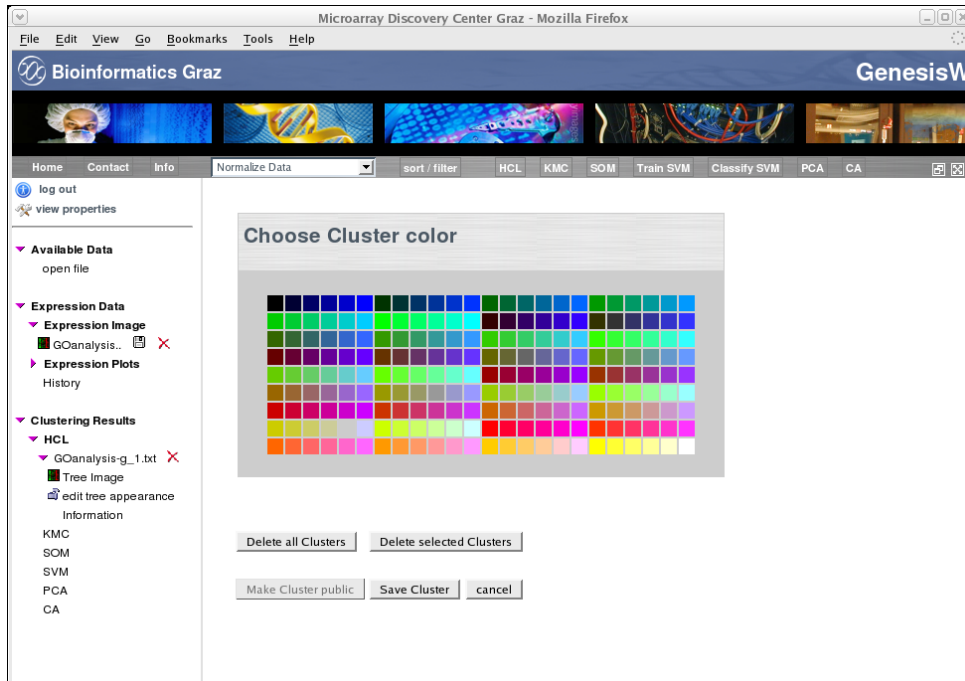 Microarray Discovery Center Graz - Mozilla Firefox
File Edit View Go Bookmarks Tools Help
Bioinformatics Graz GenesisW
Home Contact Info Normalize Data sort / filter HCL KMC SOM Train SVM Classify SVM PCA CA
log out
view properties
Available Data
open file
Expression Data
Expression Image
GOanalysis..
Expression Plots
History
Clustering Results
HCL
GOanalysis-g_1.txt
Tree Image
edit tree appearance
Information
KMC
SOM
SVM
PCA
CA
Choose Cluster color
Delete all Clusters Delete selected Clusters
Make Cluster public Save Cluster cancel